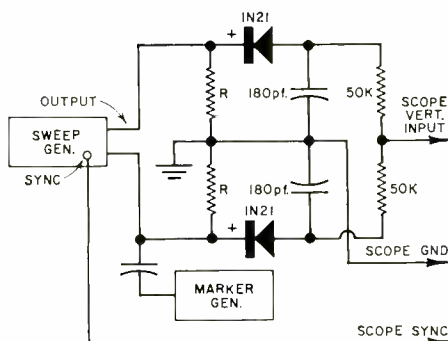 1N21
+
R
180pf.
50K
SCOPE
VERT.
INPUT
OUTPUT
SWEEP
GEN.
SYNC
R
180pf.
50K
1N21
+
SCOPE GND
MARKER
GEN.
SCOPE SYNC